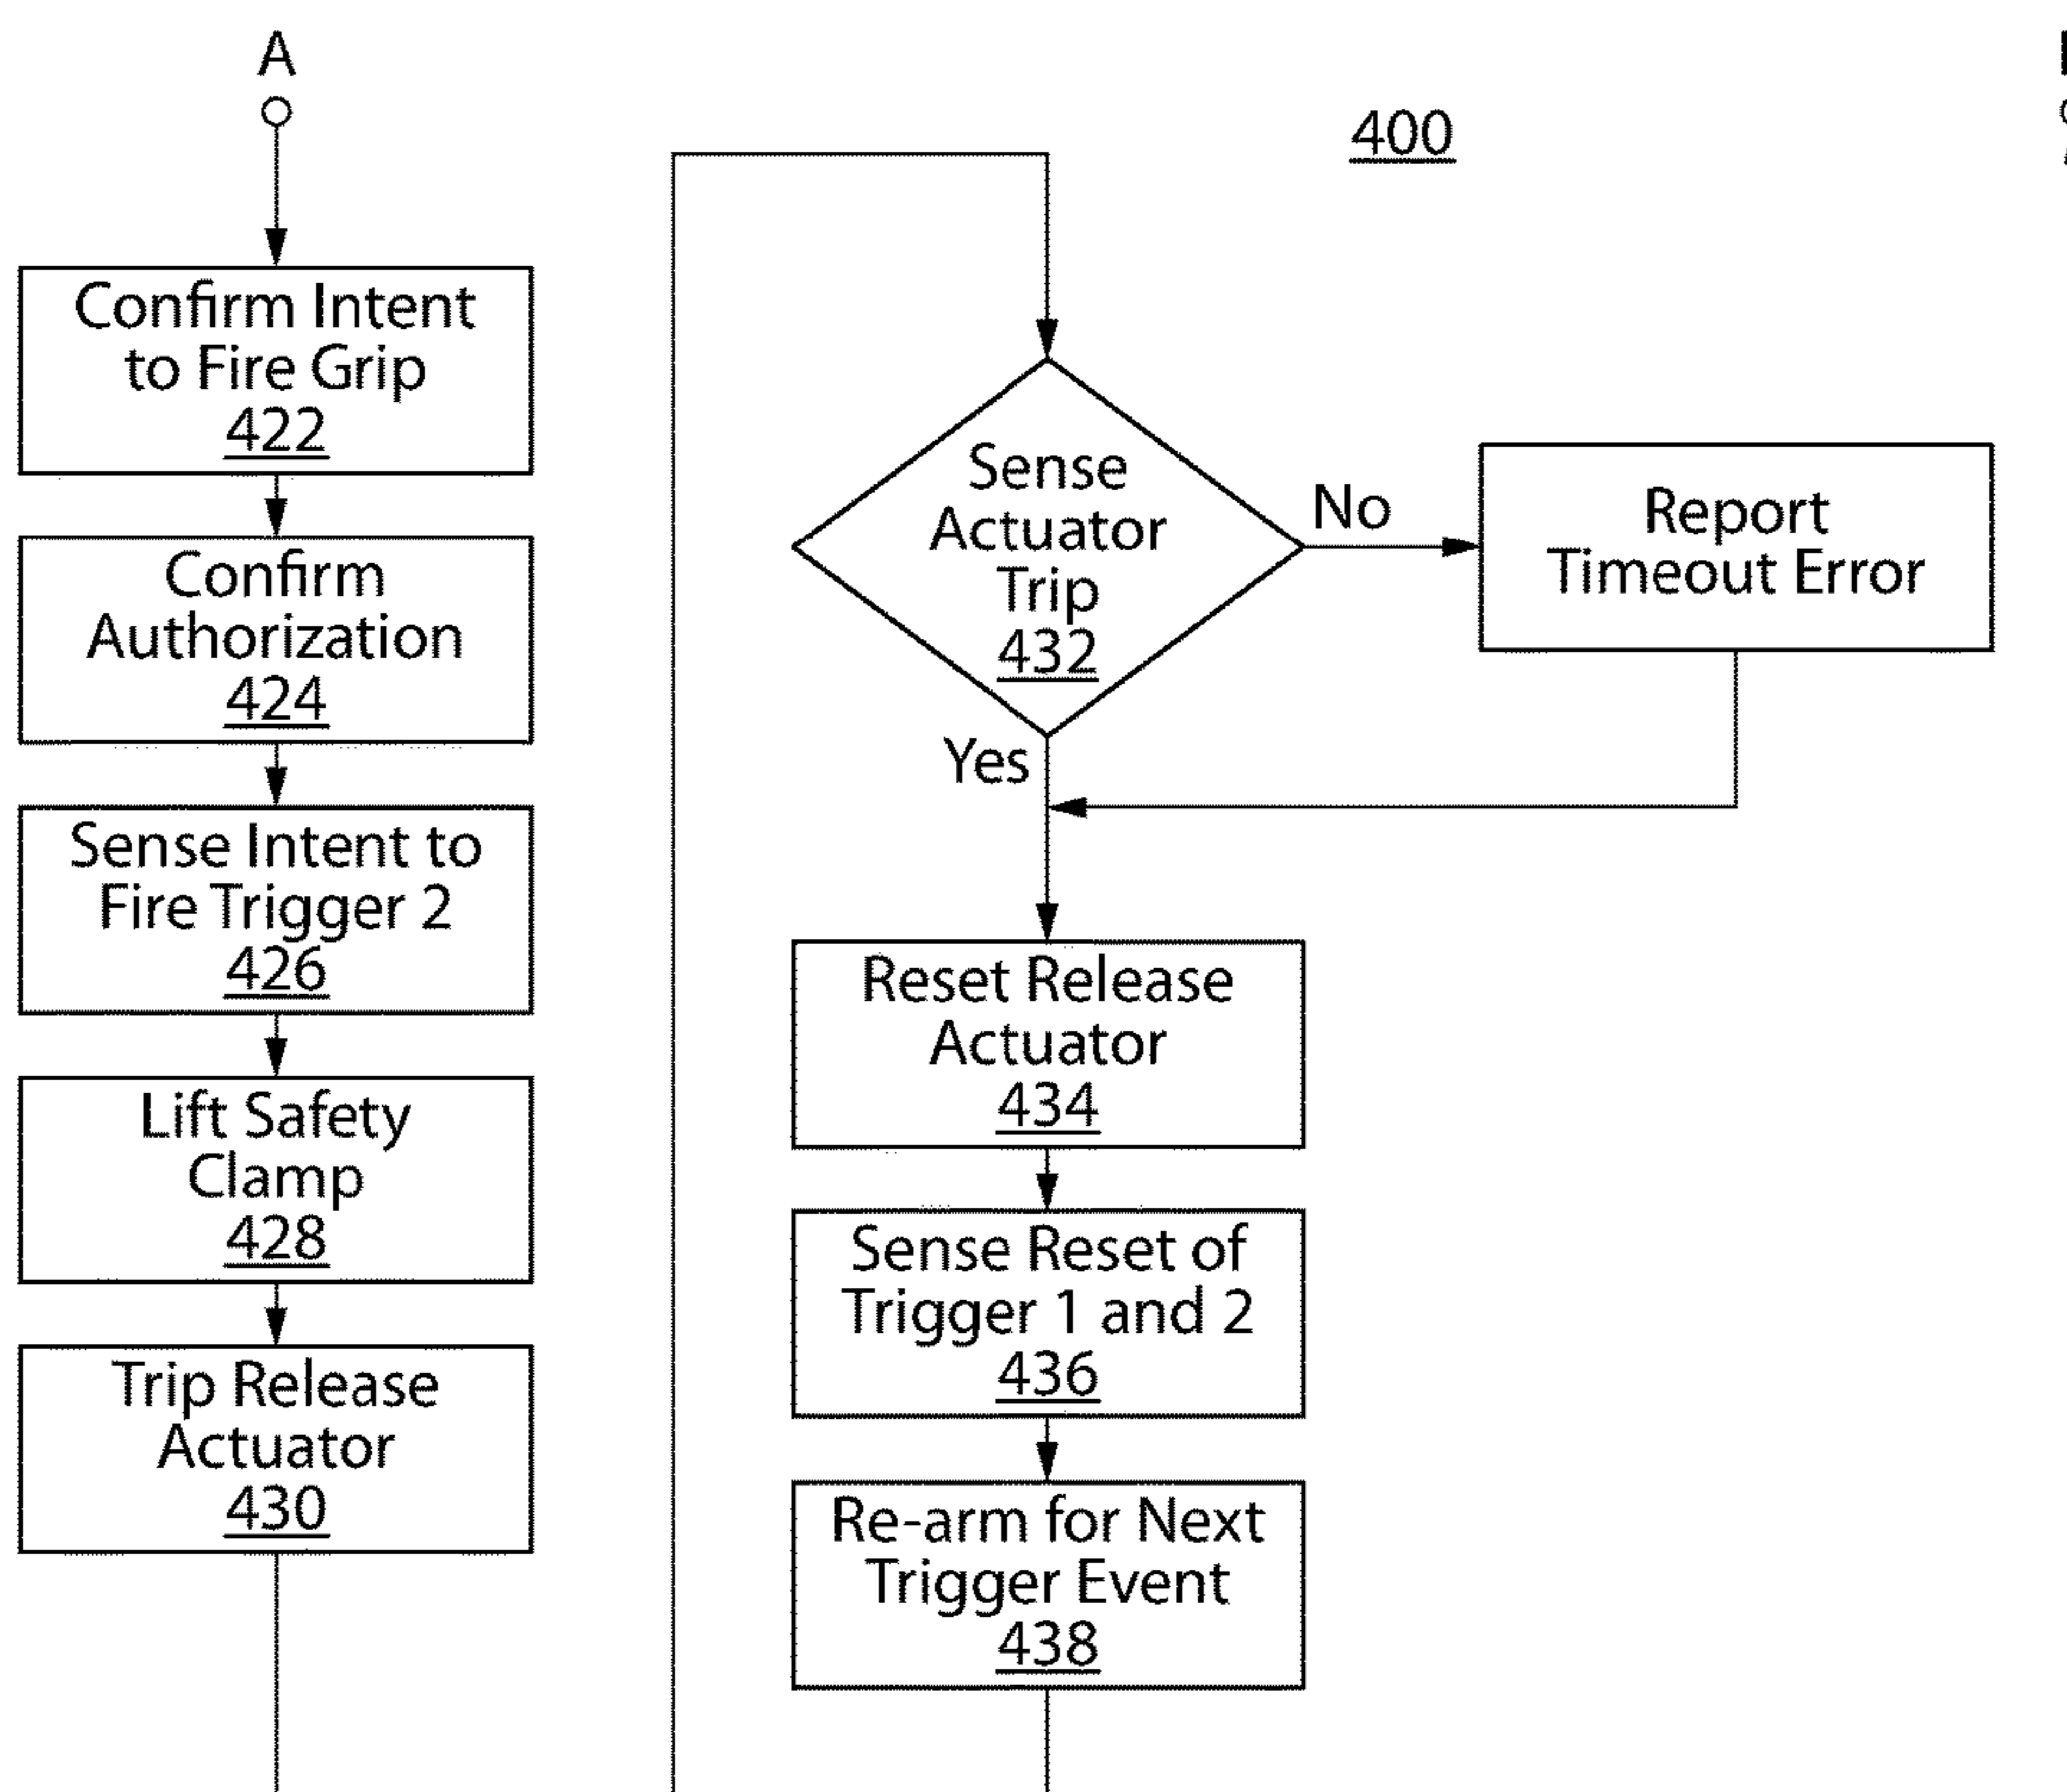 A
Confirm Intent
to Fire Grip
422
Confirm
Authorization
424
Sense Intent to
Fire Trigger 2
426
Lift Safety
Clamp
428
Trip Release
Actuator
430
400
Sense
Actuator
Trip
432
No
Yes
Report
Timeout Error
Reset Release
Actuator
434
Sense Reset of
Trigger 1 and 2
436
Re-arm for Next
Trigger Event
438